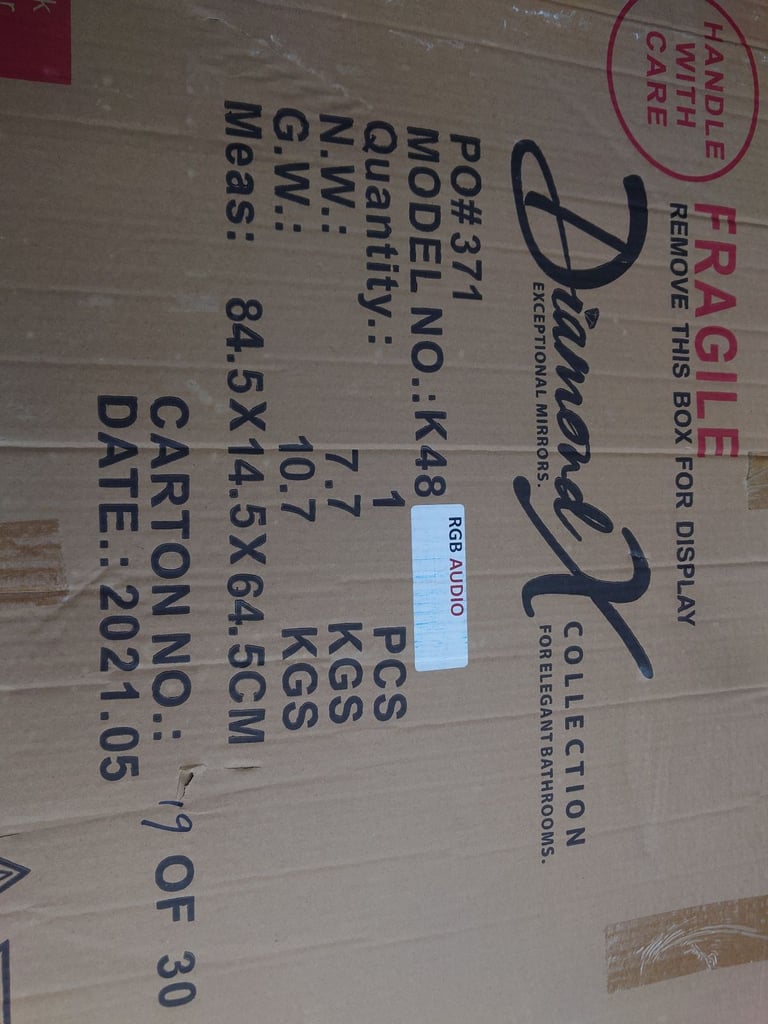 HANDLE
WITH
CARE
FRAGILE
REMOVE THIS BOX FOR DISPLAY
Diamond X
COLLECTION
EXCEPTIONAL MIRRORS.
FOR ELEGANT BATHROOMS.
PO#371
MODEL NO.:K48
RGB AUDIO
Quantity.: 1 PCS
N.W.: 7.7 KGS
G.W.: 10.7 KGS
Meas: 84.5X14.5X64.5CM
CARTON NO.: 19 OF 30
DATE.:2021.05